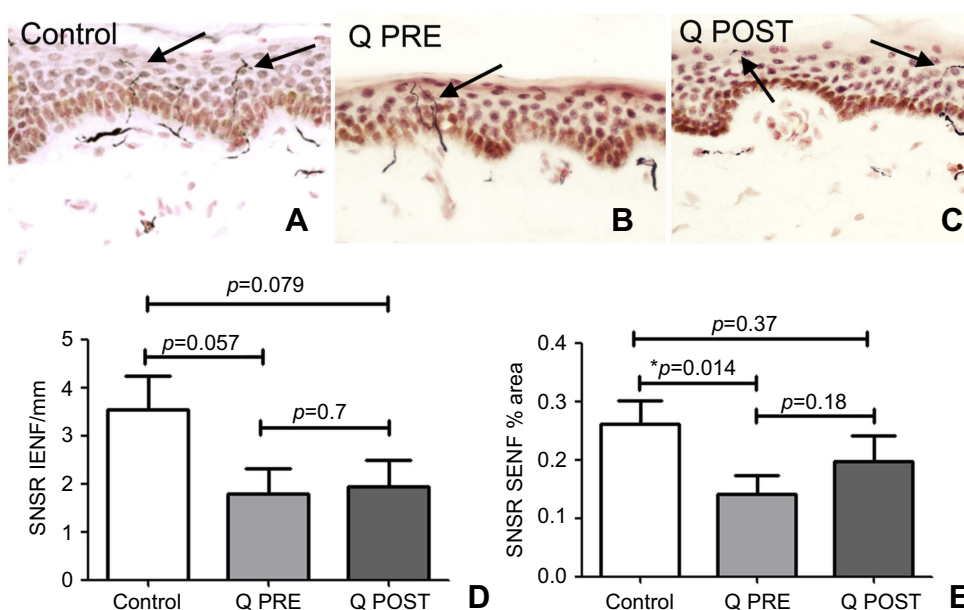 Control
Q PRE
Q POST
A
B
C
p=0.079
p=0.057
p=0.7
SNSR IENF/mm
5
4
3
2
1
0
Control
Q PRE
Q POST
D
p=0.37
*p=0.014
p=0.18
SNSR SENF % area
0.4
0.3
0.2
0.1
0.0
Control
Q PRE
Q POST
E